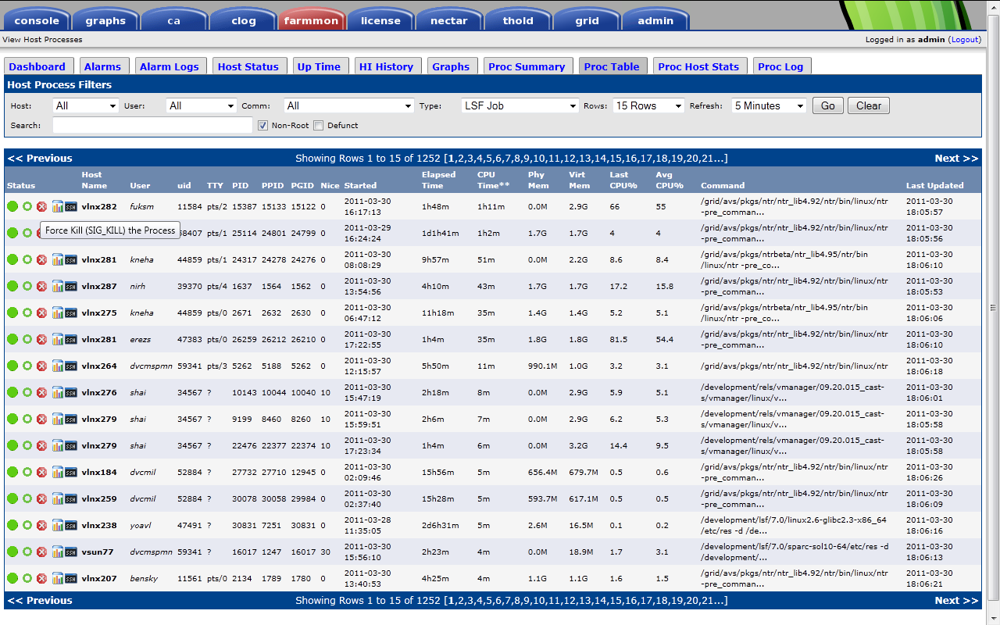 console graphs ca clog farmmon license nectar thold grid admin
View Host Processes Logged in as admin (Logout)
Dashboard Alarms Alarm Logs Host Status Up Time HI History Graphs Proc Summary Proc Table Proc Host Stats Proc Log
Host Process Filters
Host: All User: All Comm: All Type: LSF Job Rows: 15 Rows Refresh: 5 Minutes Go Clear
Search: Non-Root Defunct
<< Previous Showing Rows 1 to 15 of 1252 [1,2,3,4,5,6,7,8,9,10,11,12,13,14,15,16,17,18,19,20,21...] Next >>
Host Elapsed CPU Phy Virt Last Avg
Status Name User uid TTY PID PPID PGID Nice Started Time Time** Mem Mem CPU% CPU% Command Last Updated
2011-03-30 /grid/avs/pkgs/ntr/ntr_lib4.92/ntr/bin/linux/ntr 2011-03-30
SSH vlnx282 fuksm 11584 pts/2 15387 15133 15122 0 1h48m 1h11m 0.0M 2.9G 66 55
16:17:13 -pre_comman... 18:05:57
Force Kill (SIG_KILL) the Process
2011-03-29 /grid/avs/pkgs/ntr/ntr_lib4.92/ntr/bin/linux/ntr 2011-03-30
8407 pts/1 25114 24801 24799 0 1d1h41m 1h2m 1.7G 1.7G 4 4
16:24:24 -pre_comman... 18:05:56
2011-03-30 /grid/avs/pkgs/ntrbeta/ntr_lib4.95/ntr/bin 2011-03-30
SSH vlnx281 kneha 44859 pts/1 24317 24278 24276 0 9h57m 51m 0.0M 2.2G 8.6 8.4
08:08:29 /linux/ntr -pre_co... 18:06:10
2011-03-30 /grid/avs/pkgs/ntr/ntr_lib4.92/ntr/bin/linux/ntr 2011-03-30
SSH vlnx287 nirh 39370 pts/4 1637 1564 1562 0 4h10m 43m 1.7G 1.7G 17.2 15.8
13:54:56 -pre_comman... 18:05:53
2011-03-30 /grid/avs/pkgs/ntrbeta/ntr_lib4.95/ntr/bin 2011-03-30
SSH vlnx275 kneha 44859 pts/0 2671 2632 2630 0 11h18m 35m 1.4G 1.4G 5.2 5.1
06:47:12 /linux/ntr -pre_co... 18:06:06
2011-03-30 /grid/avs/pkgs/ntr/ntr_lib4.92/ntr/bin/linux/ntr 2011-03-30
SSH vlnx281 erezs 47383 pts/0 26259 26212 26210 0 1h4m 35m 1.8G 1.8G 81.5 54.4
17:22:55 -pre_comman... 18:06:10
2011-03-30 2011-03-30
SSH vlnx264 dvcmspmn 59341 pts/3 5262 5188 5262 0 5h50m 11m 990.1M 1.0G 3.2 3.1 /grid/avs/pkgs/ntr/ntr_lib4.92/ntr/bin/linux/ntr
12:15:57 18:06:18
2011-03-30 /development/rels/vmanager/09.20.015_cast- 2011-03-30
SSH vlnx276 shai 34567 ? 10143 10044 10040 10 2h18m 8m 0.0M 2.9G 5.9 5.1
15:47:19 s/vmanager/linux/v... 18:06:01
2011-03-30 /development/rels/vmanager/09.20.015_cast- 2011-03-30
SSH vlnx279 shai 34567 ? 9199 8460 8260 10 2h6m 7m 0.0M 2.9G 6.2 5.3
15:59:51 s/vmanager/linux/v... 18:05:58
2011-03-30 /development/rels/vmanager/09.20.015_cast- 2011-03-30
SSH vlnx279 shai 34567 ? 22476 22377 22374 10 1h4m 6m 0.0M 3.2G 14.4 9.5
17:23:34 s/vmanager/linux/v... 18:05:58
2011-03-30 /grid/avs/pkgs/ntr/ntr_lib4.92/ntr/bin/linux/ntr 2011-03-30
SSH vlnx184 dvcmil 52884 ? 27732 27710 12945 0 15h56m 5m 656.4M 679.7M 0.5 0.6
02:09:46 -pre_comman... 18:06:26
2011-03-30 /grid/avs/pkgs/ntr/ntr_lib4.92/ntr/bin/linux/ntr 2011-03-30
SSH vlnx259 dvcmil 52884 ? 30078 30058 29984 0 15h28m 5m 593.7M 617.1M 0.5 0.5
02:37:40 -pre_comman... 18:06:09
2011-03-28 /development/lsf/7.0/linux2.6-glibc2.3-x86_64 2011-03-30
SSH vlnx238 yoavl 47491 ? 30831 7251 30831 0 2d6h31m 5m 2.6M 16.5M 0.1 0.2
11:35:05 /etc/res -d /de... 18:06:16
2011-03-30 /development/lsf/7.0/sparc-sol10-64/etc/res -d 2011-03-30
SSH vsun77 dvcmspmn 59341 ? 16017 1247 16017 30 2h23m 4m 0.0M 18.9M 1.7 3.1
15:56:10 /development/... 18:06:13
2011-03-30 /grid/avs/pkgs/ntr/ntr_lib4.92/ntr/bin/linux/ntr 2011-03-30
SSH vlnx207 bensky 11561 pts/0 2134 1789 1780 0 4h25m 4m 1.1G 1.1G 1.6 1.5
13:40:53 -pre_comman... 18:06:21
<< Previous Showing Rows 1 to 15 of 1252 [1,2,3,4,5,6,7,8,9,10,11,12,13,14,15,16,17,18,19,20,21...] Next >>